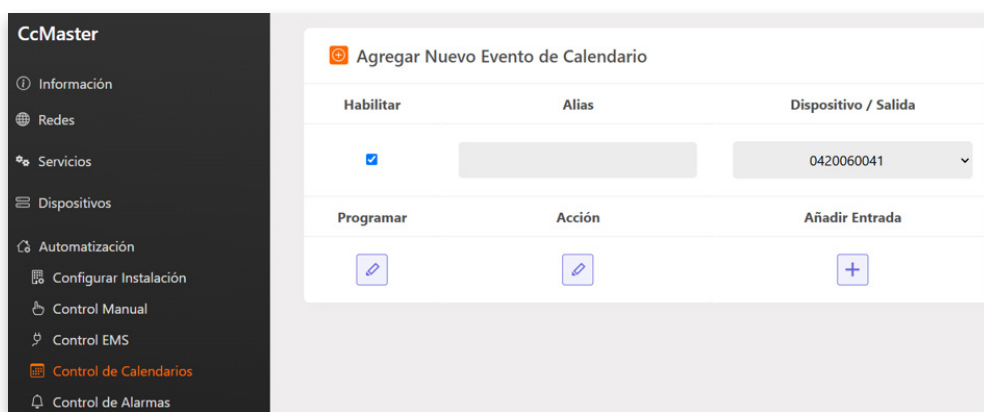 CcMaster
Información
Redes
Servicios
Dispositivos
Automatización
Configurar Instalación
Control Manual
Control EMS
Control de Calendarios
Control de Alarmas
Agregar Nuevo Evento de Calendario
Habilitar Alias Dispositivo / Salida
0420060041
Programar Acción Añadir Entrada